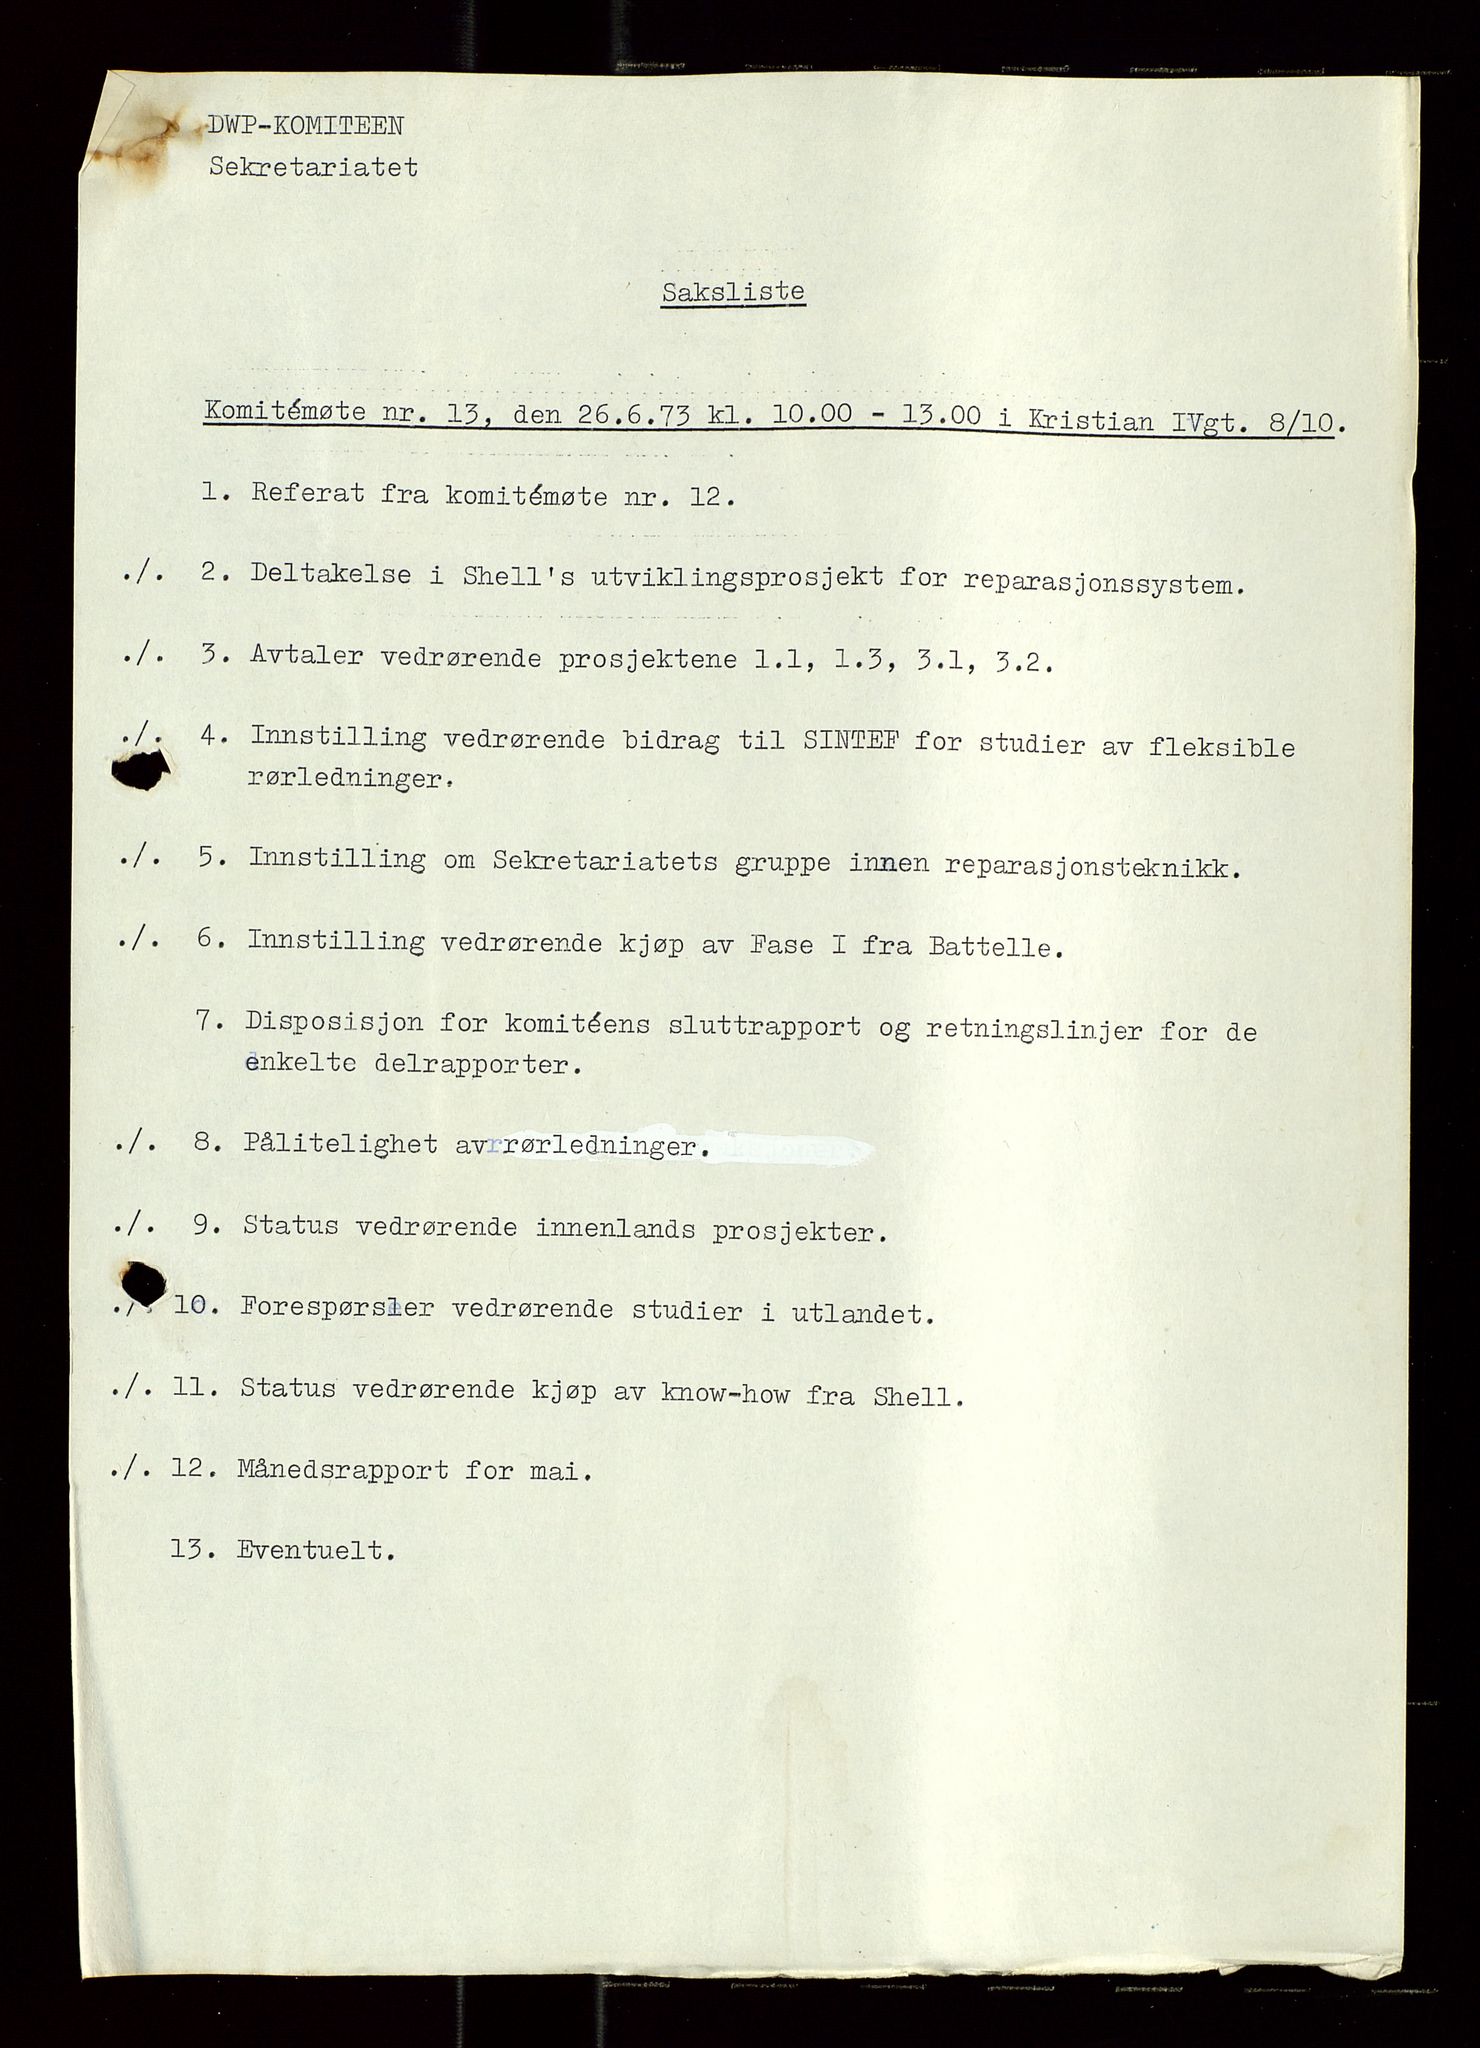 DWP-KOMITEEN
Sekretariatet
Saksliste
Komitémøte nr. 13, den 26.6.73 kl. 10.00 - 13.00 i Kristian IVgt. 8/10.
1. Referat fra komitémøte nr. 12.
./. 2. Deltakelse i Shell's utviklingsprosjekt for reparasjonssystem.
./. 3. Avtaler vedrørende prosjektene 1.1, 1.3, 3.1, 3.2.
./. 4. Innstilling vedrørende bidrag til SINTEF for studier av fleksible
rørledninger.
./. 5. Innstilling om Sekretariatets gruppe innen reparasjonsteknikk.
./. 6. Innstilling vedrørende kjøp av Fase I fra Battelle.
7. Disposisjon for komitéens sluttrapport og retningslinjer for de
enkelte delrapporter.
./. 8. Pålitelighet av rørledninger.
./. 9. Status vedrørende innenlands prosjekter.
./. 10. Forespørsler vedrørende studier i utlandet.
./. 11. Status vedrørende kjøp av know-how fra Shell.
./. 12. Månedsrapport for mai.
13. Eventuelt.